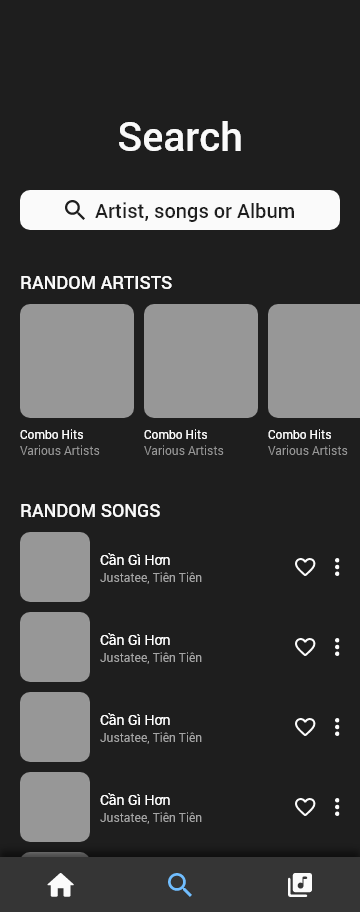 Search
Artist, songs or Album
RANDOM ARTISTS
Combo Hits
Combo Hits
Combo Hits
Various Artists
Various Artists
Various Artists
RANDOM SONGS
Cần Gì Hơn
Justatee, Tiên Tiên
Cần Gì Hơn
Justatee, Tiên Tiên
Cần Gì Hơn
Justatee, Tiên Tiên
Cần Gì Hơn
Justatee, Tiên Tiên